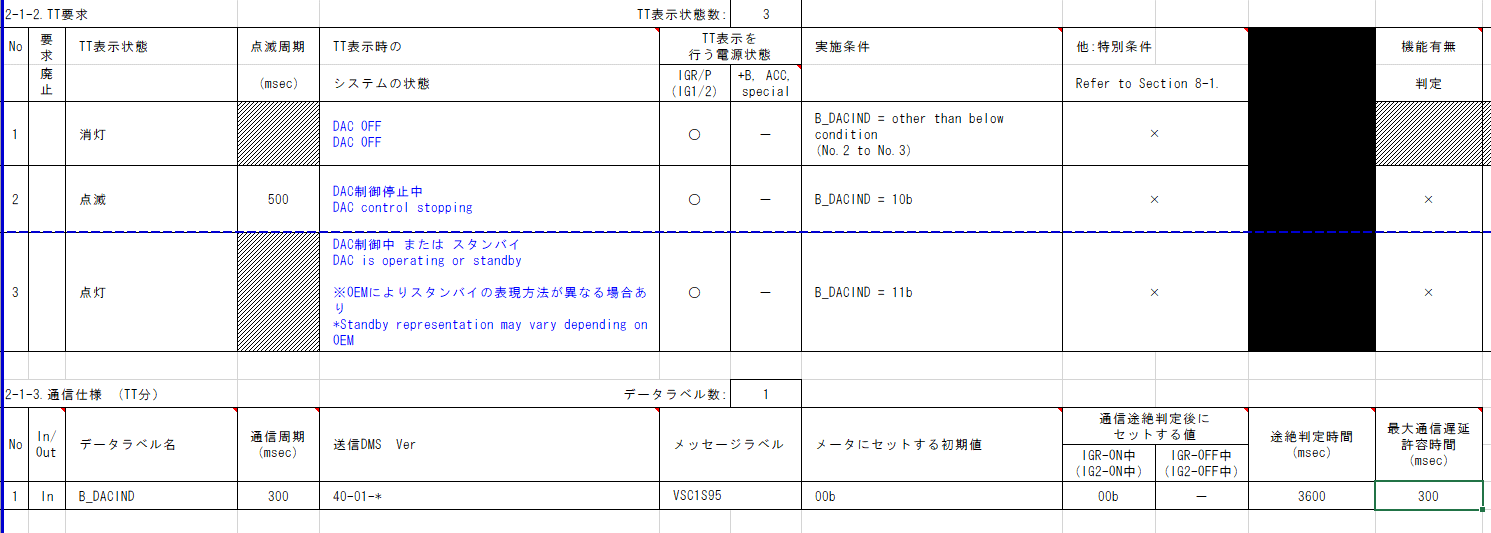 2-1-2.TT要求 TT表示状態数: 3
No 要求廃止 TT表示状態 点滅周期 (msec) TT表示時の システムの状態 TT表示を 行う電源状態 IGR/P (IG1/2) +B, ACC, special 実施条件 他:特別条件 Refer to Section 8-1. 機能有無 判定
1 消灯 DAC OFF
DAC OFF ○ － B_DACIND = other than below
condition
(No.2 to No.3) ×
2 点滅 500 DAC制御停止中
DAC control stopping ○ － B_DACIND = 10b × ×
3 点灯 DAC制御中 または スタンバイ
DAC is operating or standby
※OEMによりスタンバイの表現方法が異なる場合あ
り
*Standby representation may vary depending on
OEM ○ － B_DACIND = 11b × ×
2-1-3.通信仕様 （TT分） データラベル数: 1
No In/Out データラベル名 通信周期 (msec) 送信DMS Ver メッセージラベル メータにセットする初期値 通信途絶判定後に セットする値 IGR-ON中 (IG2-ON中) IGR-OFF中 (IG2-OFF中) 途絶判定時間 (msec) 最大通信遅延 許容時間 (msec)
1 In B_DACIND 300 40-01-* VSC1S95 00b 00b － 3600 300